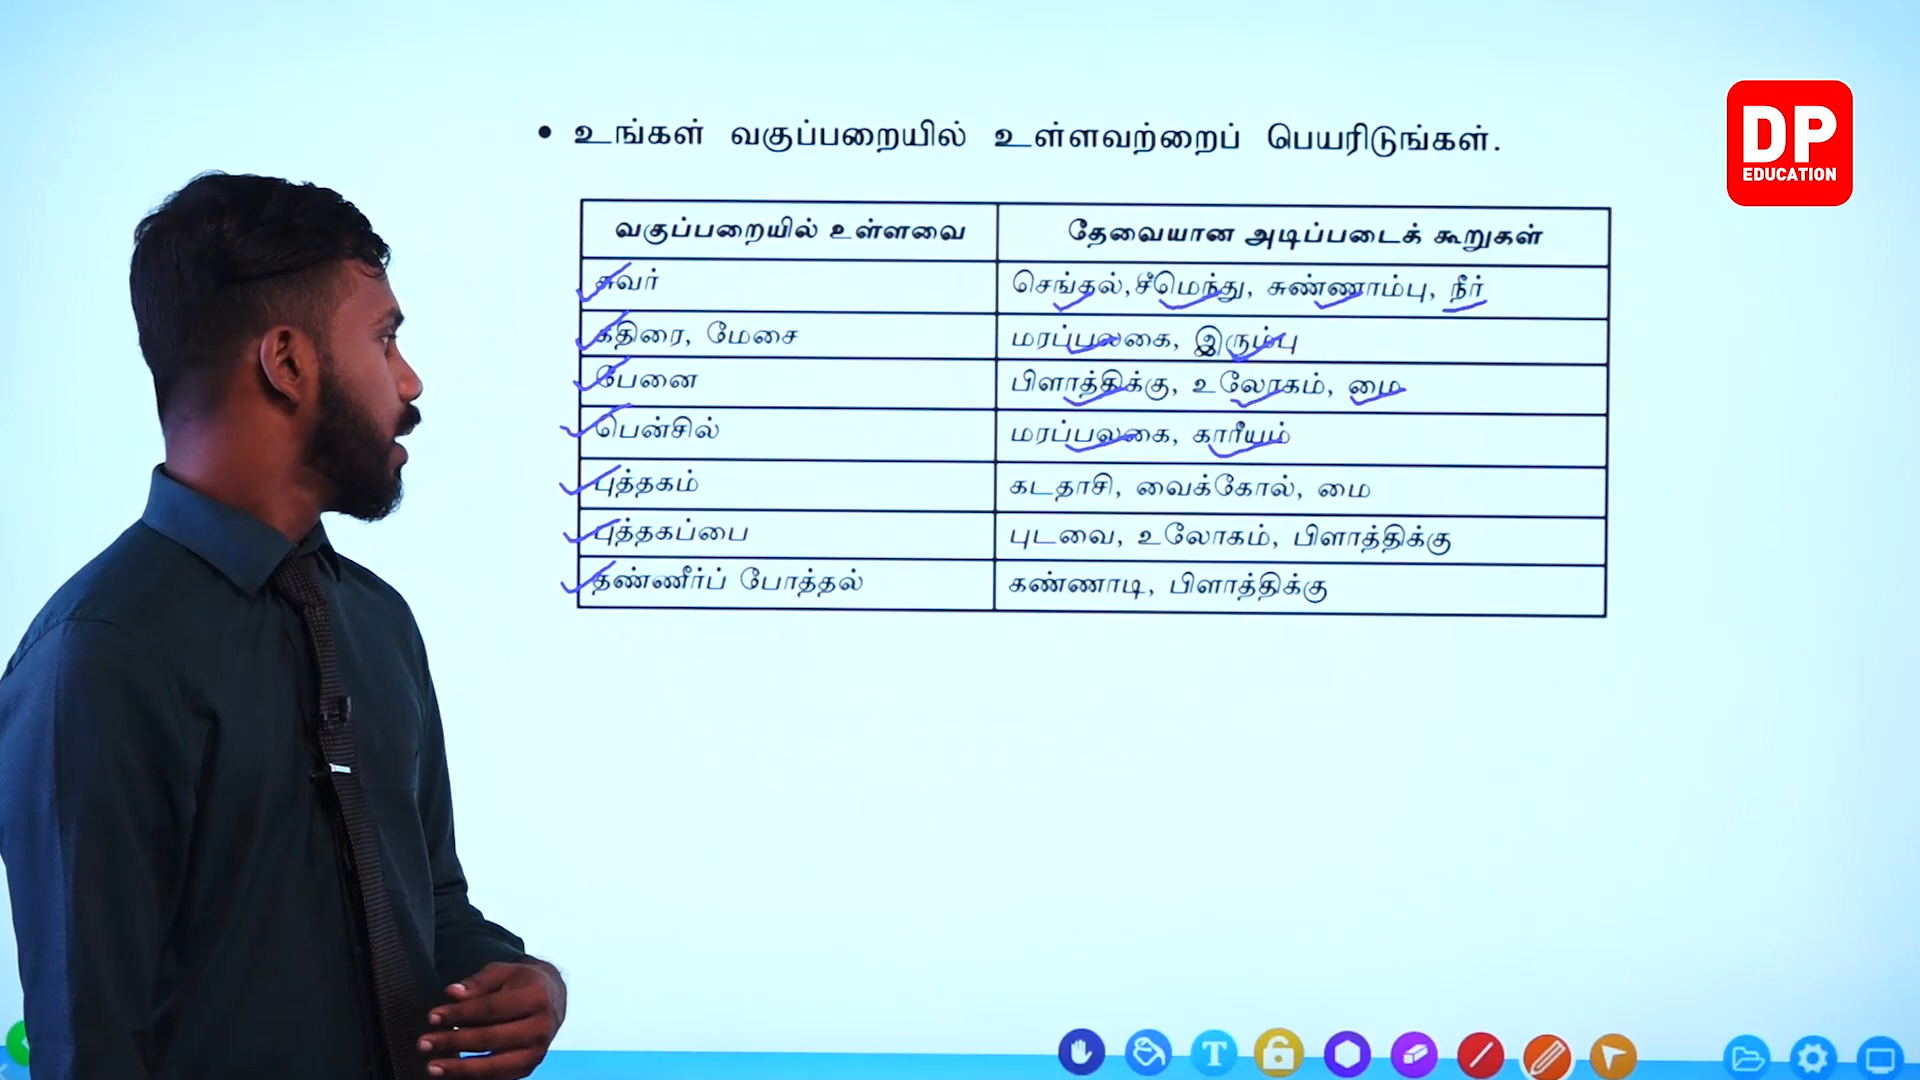 DP
EDUCATION
• உங்கள் வகுப்பறையில் உள்ளவற்றைப் பெயரிடுங்கள்.
வகுப்பறையில் உள்ளவை தேவையான அடிப்படைக் கூறுகள்
சுவர் செங்கல்,சீமெந்து, சுண்ணாம்பு, நீர்
கதிரை, மேசை மரப்பலகை, இரும்பு
பேனை பிளாத்திக்கு, உலோகம், மை
பென்சில் மரப்பலகை, காரீயம்
புத்தகம் கடதாசி, வைக்கோல், மை
புத்தகப்பை புடவை, உலோகம், பிளாத்திக்கு
தண்ணீர்ப் போத்தல் கண்ணாடி, பிளாத்திக்கு
T